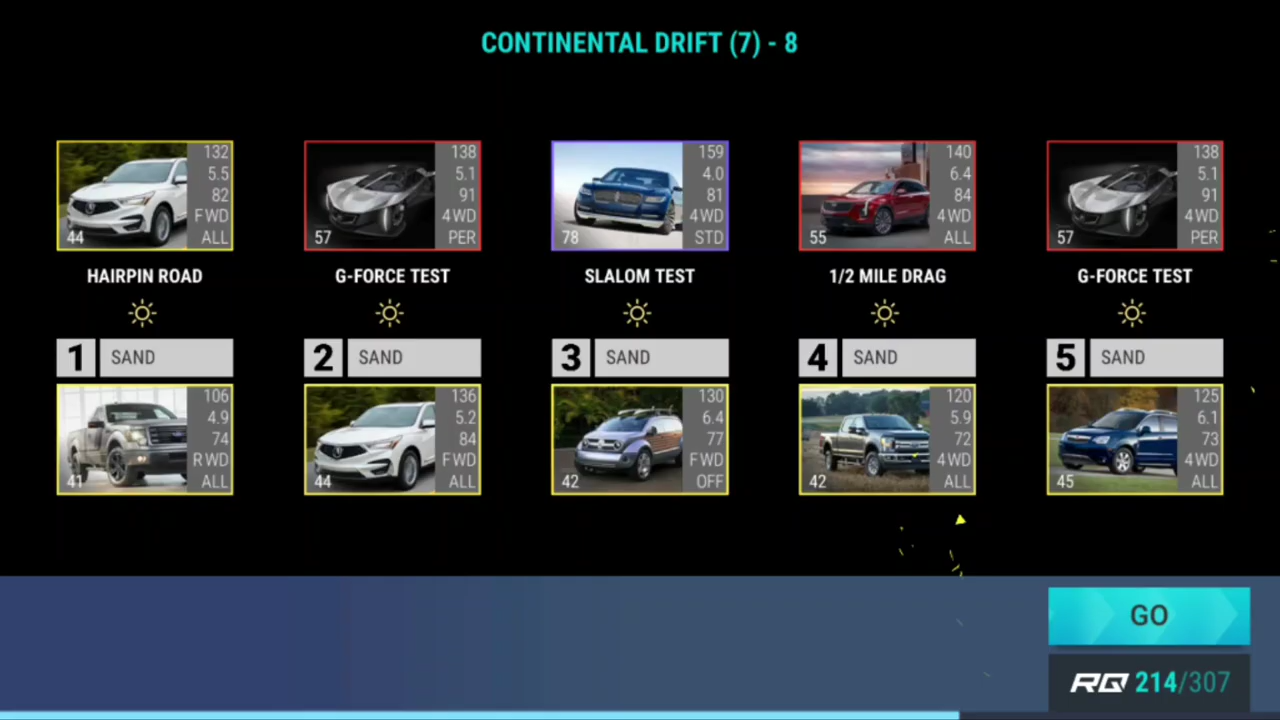 CONTINENTAL DRIFT (7) - 8
132
5.5
82
FWD
44 ALL
138
5.1
91
4WD
57 PER
159
4.0
81
4WD
78 STD
140
6.4
84
4WD
55 ALL
138
5.1
91
4WD
57 PER
HAIRPIN ROAD
G-FORCE TEST
SLALOM TEST
1/2 MILE DRAG
G-FORCE TEST
1 SAND
2 SAND
3 SAND
4 SAND
5 SAND
106
4.9
74
RWD
41 ALL
136
5.2
84
FWD
44 ALL
130
6.4
77
FWD
42 OFF
120
5.9
72
4WD
42 ALL
125
6.1
73
4WD
45 ALL
GO
RQ 214/307